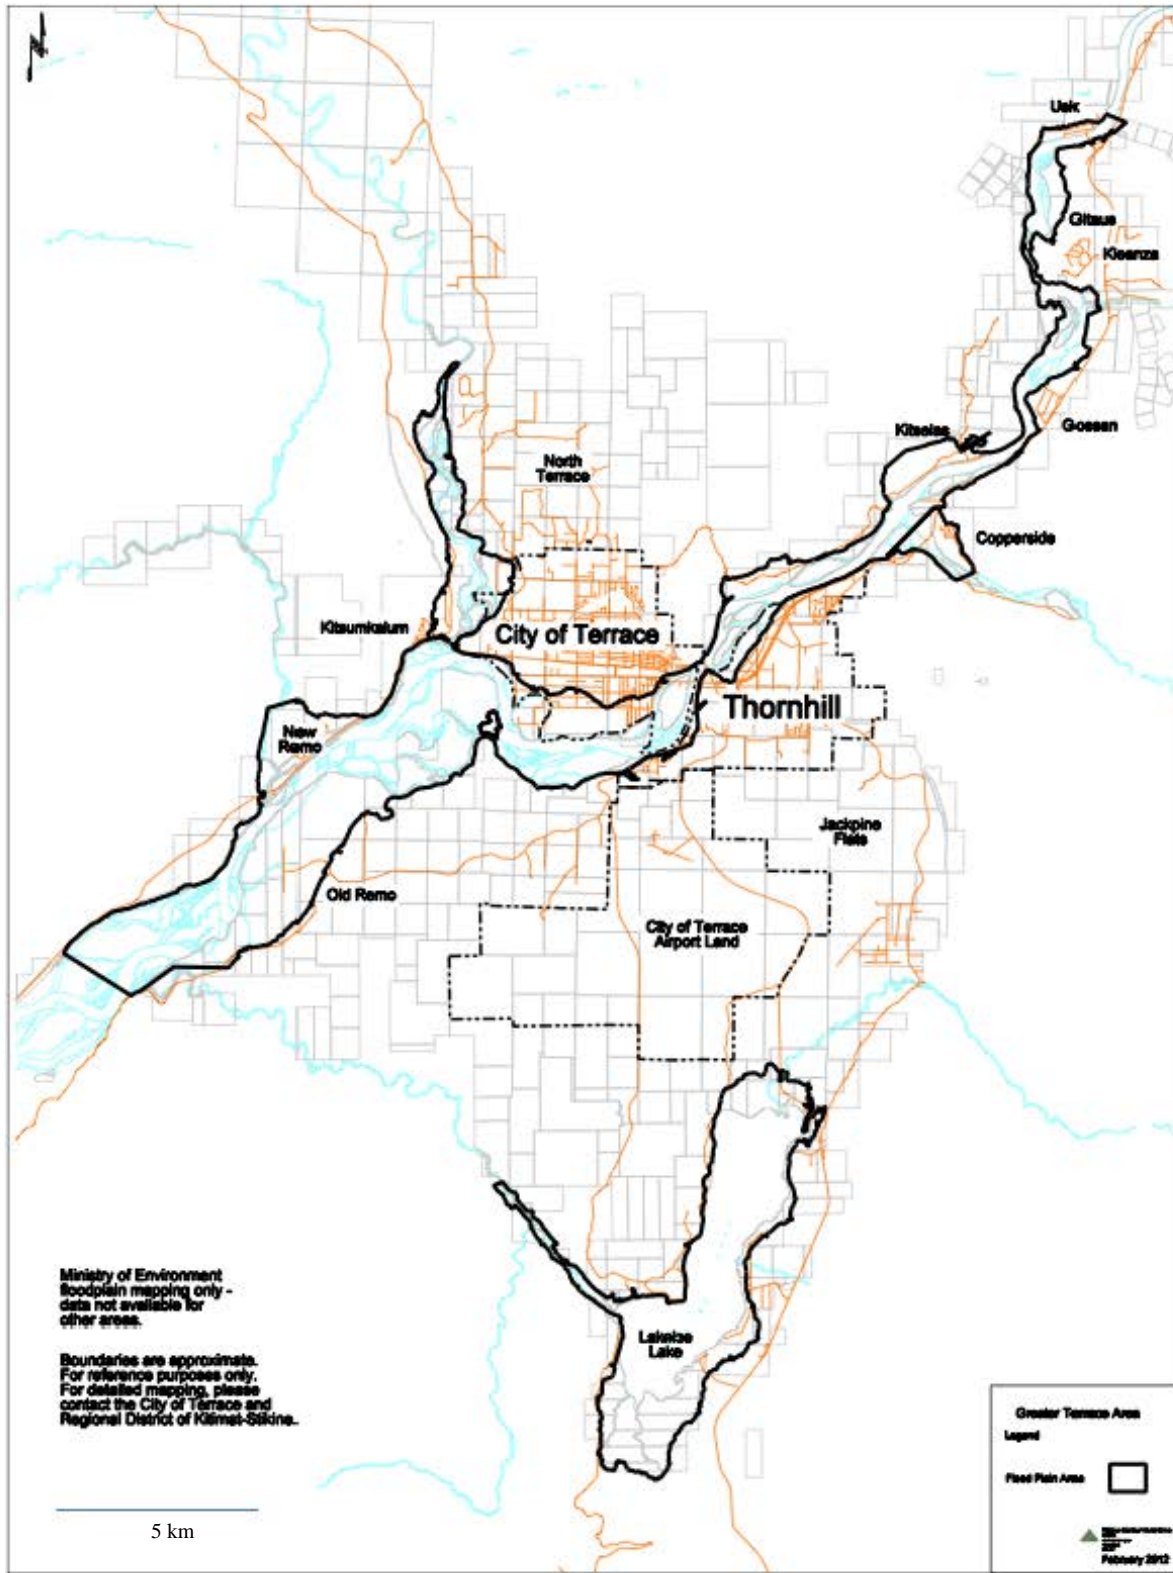 Usk
Gitaus
Kleanza
Kitselas
Gossen
North
Terrace
Copperside
Kitsumkalum
City of Terrace
Thornhill
New
Remo
Jackpine
Flats
Old Remo
City of Terrace
Airport Land
Lakelse
Lake
Ministry of Environment
floodplain mapping only -
data not available for
other areas.
Boundaries are approximate.
For reference purposes only.
For detailed mapping, please
contact the City of Terrace and
Regional District of Kitimat-Stikine.
5 km
Greater Terrace Area
Legend
Flood Plain Area
February 2012